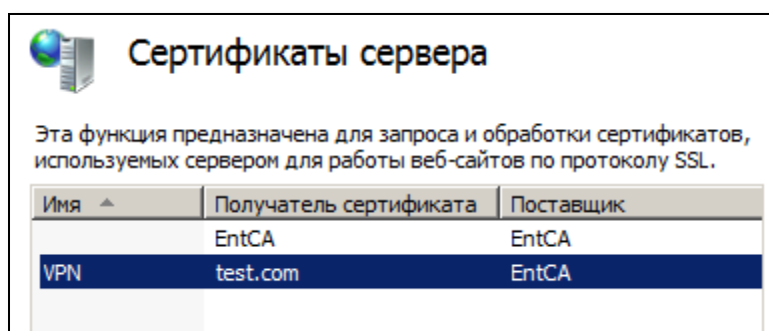 Сертификаты сервера
Эта функция предназначена для запроса и обработки сертификатов,
используемых сервером для работы веб-сайтов по протоколу SSL.
Имя Получатель сертификата Поставщик
EntCA EntCA
VPN test.com EntCA